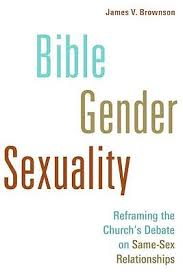 James V. Brownson
Bible
Gender
Sexuality
Reframing the
Church's Debate
on Same-Sex
Relationships